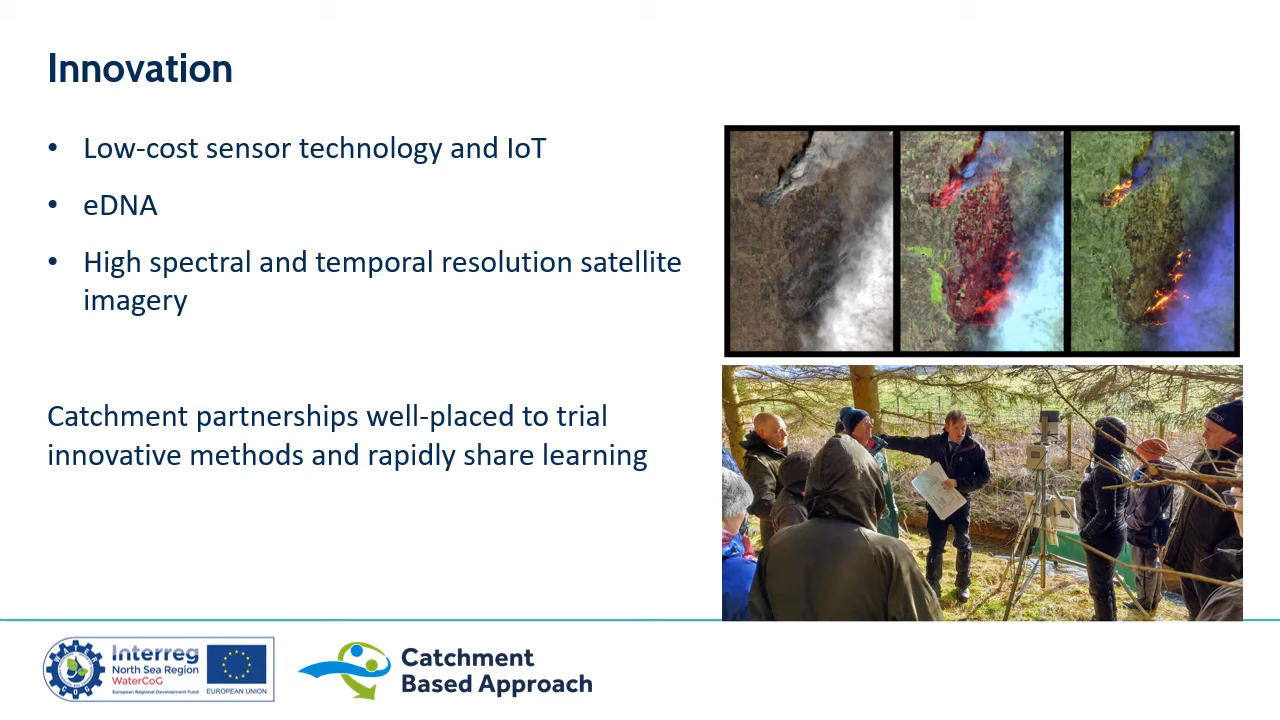 Innovation
• Low-cost sensor technology and IoT
• eDNA
• High spectral and temporal resolution satellite
imagery
Catchment partnerships well-placed to trial
innovative methods and rapidly share learning
WATER COG
Interreg
North Sea Region
WaterCoG
European Regional Development Fund
EUROPEAN UNION
Catchment
Based Approach